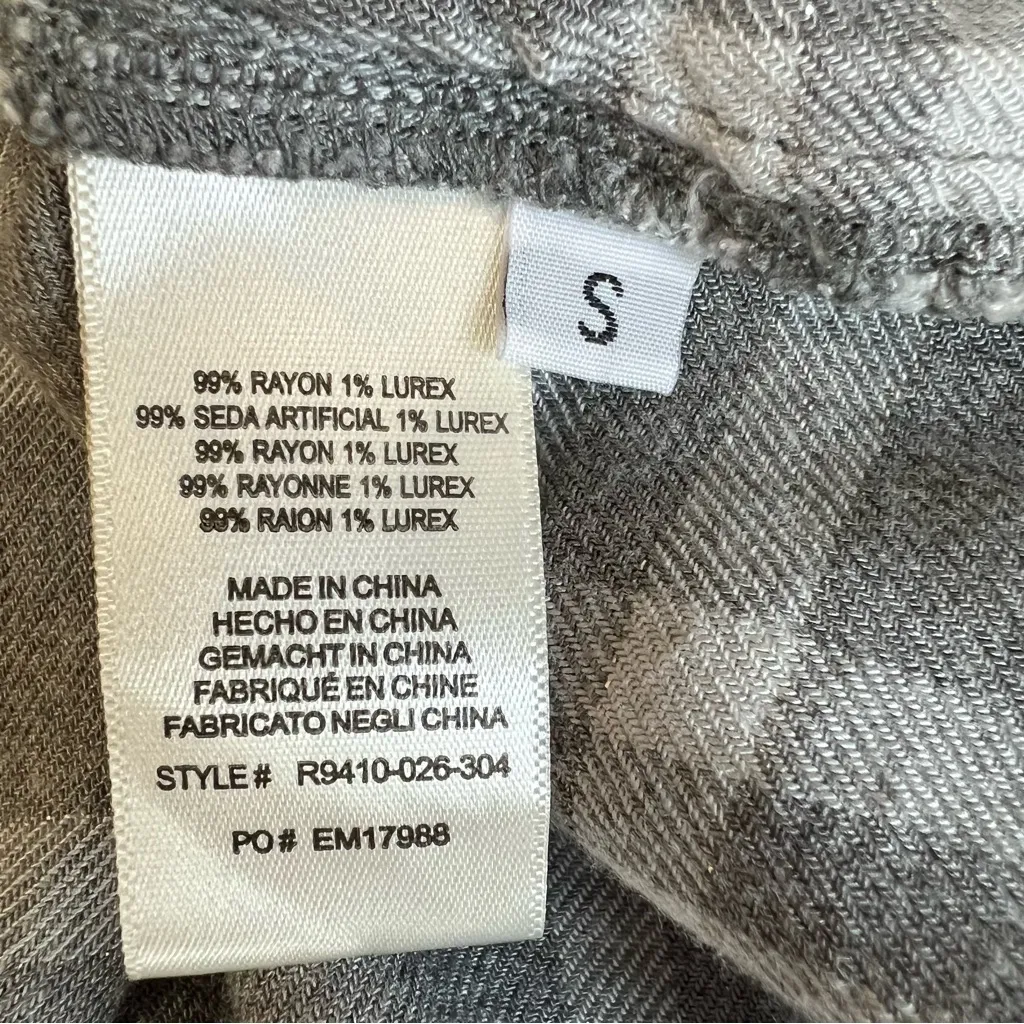 S
99% RAYON 1% LUREX
99% SEDA ARTIFICIAL 1% LUREX
99% RAYON 1% LUREX
99% RAYONNE 1% LUREX
99% RAION 1% LUREX
MADE IN CHINA
HECHO EN CHINA
GEMACHT IN CHINA
FABRIQUÉ EN CHINE
FABRICATO NEGLI CHINA
STYLE # R9410-026-304
PO # EM17988